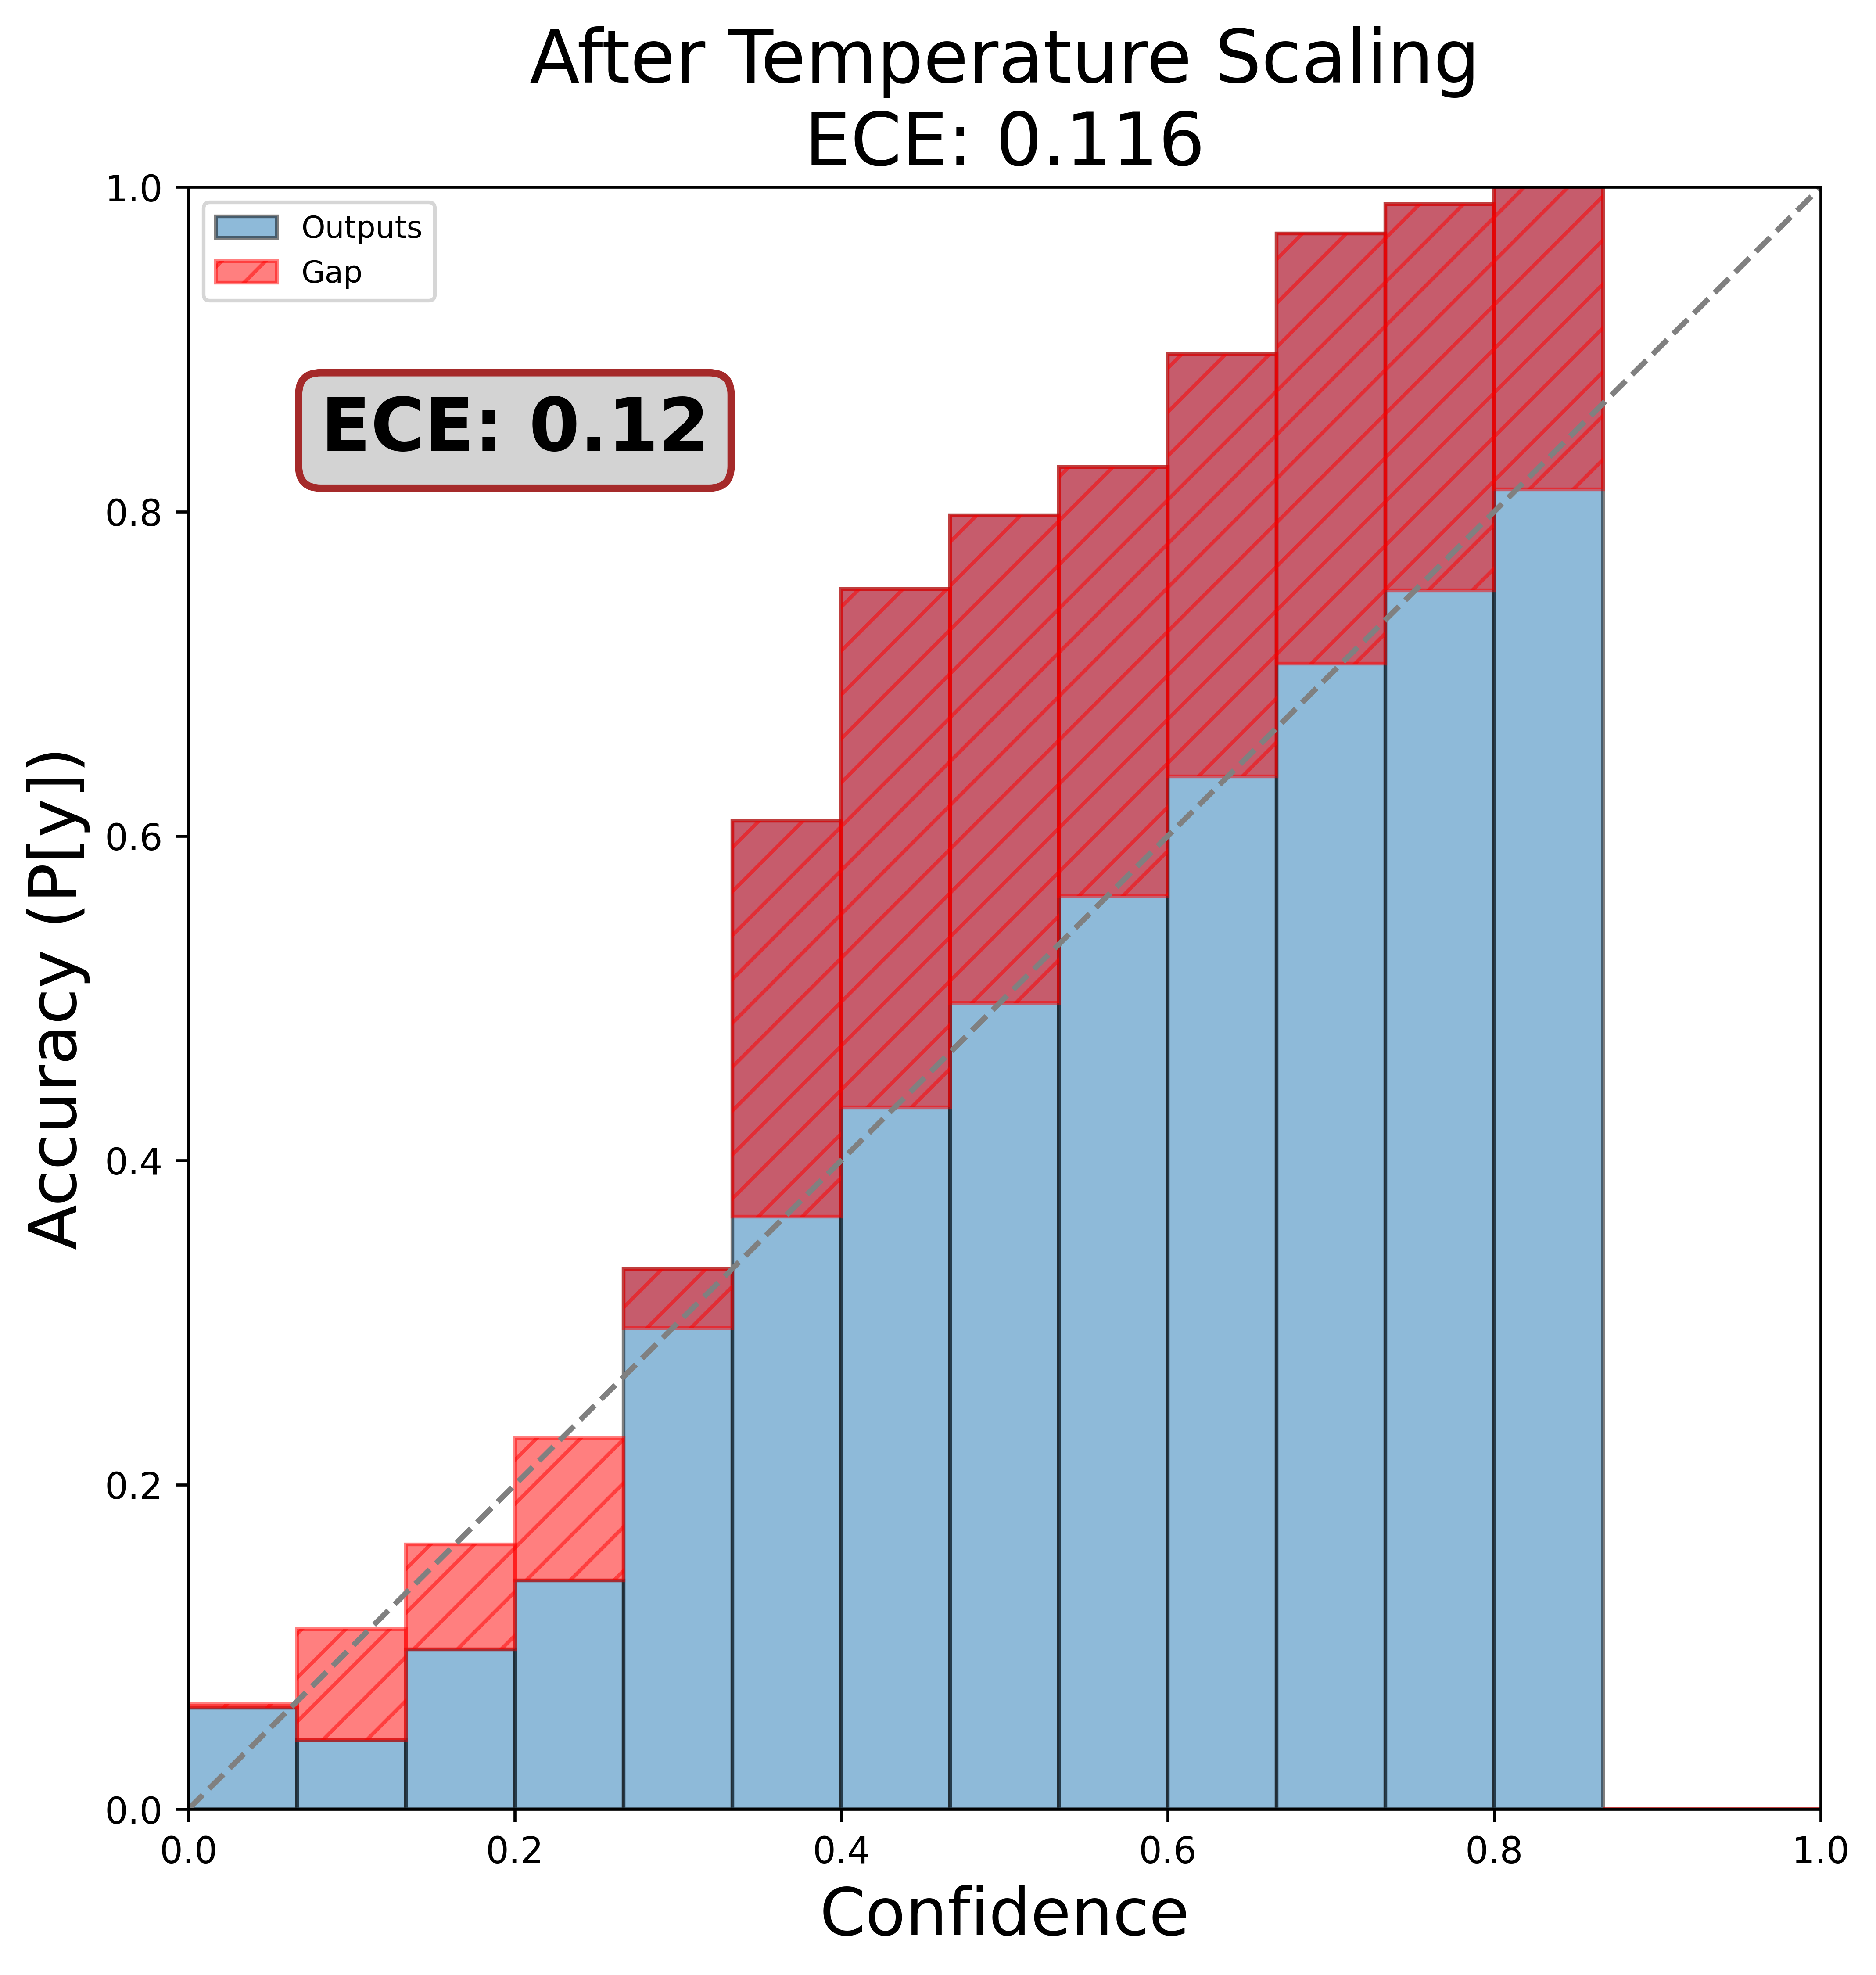 After Temperature Scaling
ECE: 0.116
Outputs
Gap
ECE: 0.12
Accuracy (P[y])
1.0
0.8
0.6
0.4
0.2
0.0
0.0 0.2 0.4 0.6 0.8 1.0
Confidence